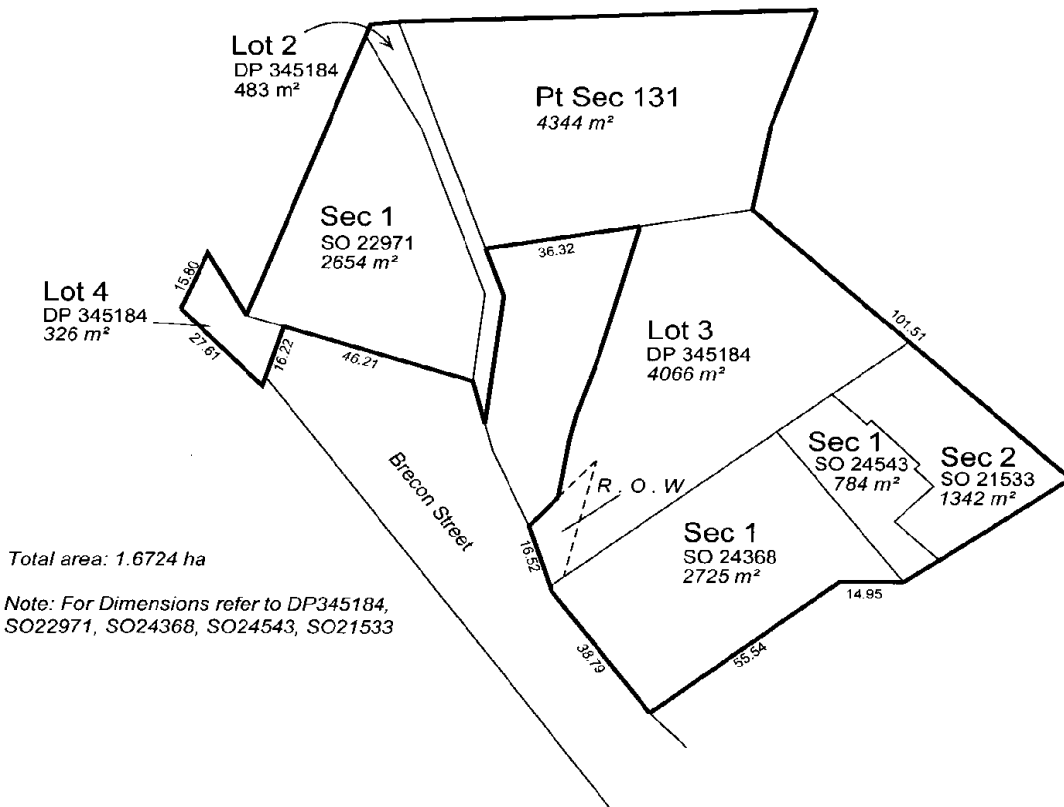 Lot 2
DP 345184
483 m²
Pt Sec 131
4344 m²
Sec 1
SO 22971
2654 m²
36.32
15.80
Lot 4
DP 345184
326 m²
27.61
16.22
46.21
Lot 3
DP 345184
4066 m²
101.51
Sec 1
SO 24543
784 m²
Sec 2
SO 21533
1342 m²
Brecon Street
R.O.W
16.52
Sec 1
SO 24368
2725 m²
14.95
38.79
55.54
Total area: 1.6724 ha
Note: For Dimensions refer to DP345184,
SO22971, SO24368, SO24543, SO21533